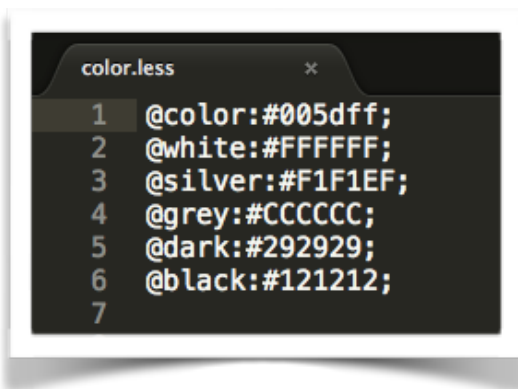 color.less ×
1 @color:#005dff;
2 @white:#FFFFFF;
3 @silver:#F1F1EF;
4 @grey:#CCCCCC;
5 @dark:#292929;
6 @black:#121212;
7